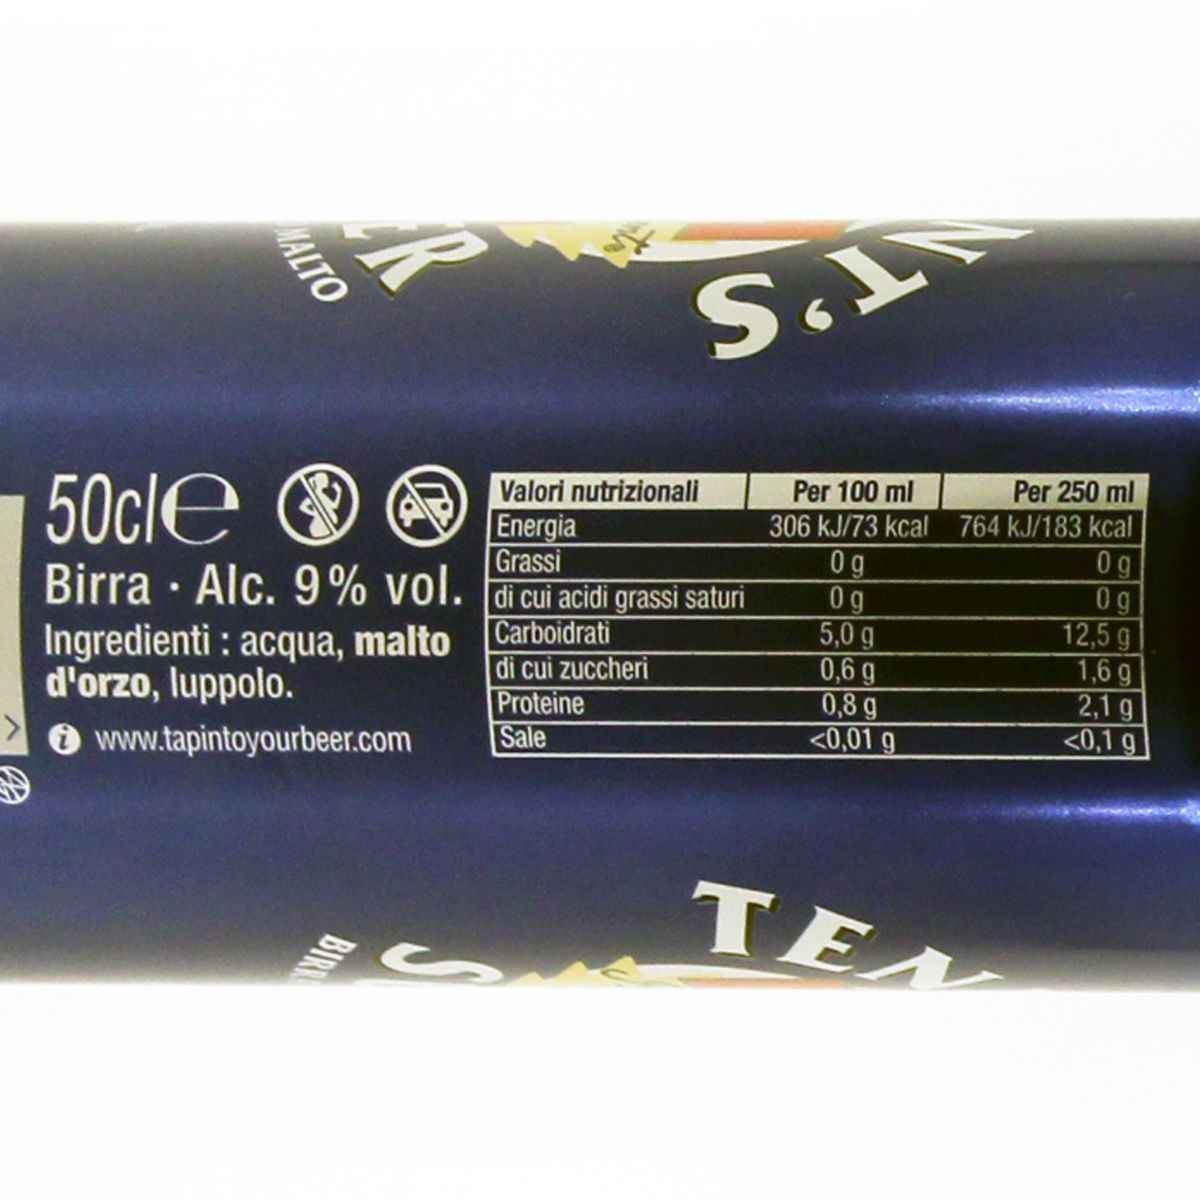 MALTO
ER
NT'S
50cl e
Birra · Alc. 9% vol.
Ingredienti : acqua, malto
d'orzo, luppolo.
i www.tapintoyourbeer.com
Valori nutrizionali Per 100 ml Per 250 ml
Energia 306 kJ/73 kcal 764 kJ/183 kcal
Grassi 0 g 0 g
di cui acidi grassi saturi 0 g 0 g
Carboidrati 5,0 g 12,5 g
di cui zuccheri 0,6 g 1,6 g
Proteine 0,8 g 2,1 g
Sale <0,01 g <0,1 g
TEN
BIR
S